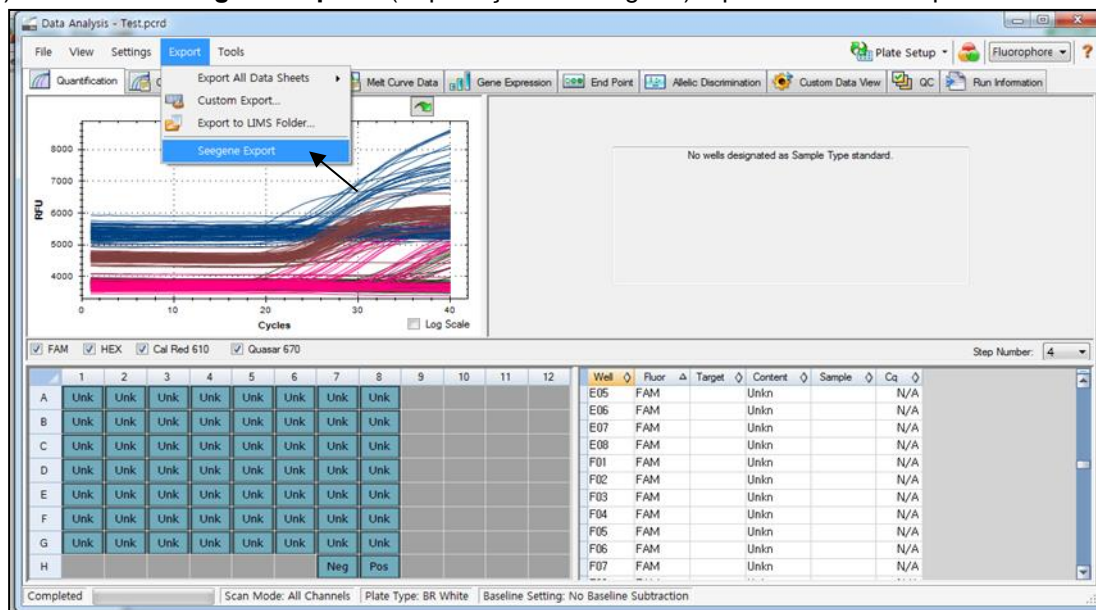 Data Analysis - Test.pcrd
File View Settings Export Tools
Plate Setup Fluorophore ?
Quantification Melt Curve Data Gene Expression End Point Allelic Discrimination Custom Data View QC Run Information
Export All Data Sheets
Custom Export...
Export to LIMS Folder...
Seegene Export
No wells designated as Sample Type standard.
8000
7000
6000
5000
4000
RFU
0 10 20 30 40
Cycles
Log Scale
FAM HEX Cal Red 610 Quasar 670
Step Number: 4
1 2 3 4 5 6 7 8 9 10 11 12
A Unk Unk Unk Unk Unk Unk Unk Unk
B Unk Unk Unk Unk Unk Unk Unk Unk
C Unk Unk Unk Unk Unk Unk Unk Unk
D Unk Unk Unk Unk Unk Unk Unk Unk
E Unk Unk Unk Unk Unk Unk Unk Unk
F Unk Unk Unk Unk Unk Unk Unk Unk
G Unk Unk Unk Unk Unk Unk Unk Unk
H Neg Pos
Well Fluor Target Content Sample Cq
E05 FAM Unkn N/A
E06 FAM Unkn N/A
E07 FAM Unkn N/A
E08 FAM Unkn N/A
F01 FAM Unkn N/A
F02 FAM Unkn N/A
F03 FAM Unkn N/A
F04 FAM Unkn N/A
F05 FAM Unkn N/A
F06 FAM Unkn N/A
F07 FAM Unkn N/A
Completed Scan Mode: All Channels Plate Type: BR White Baseline Setting: No Baseline Subtraction